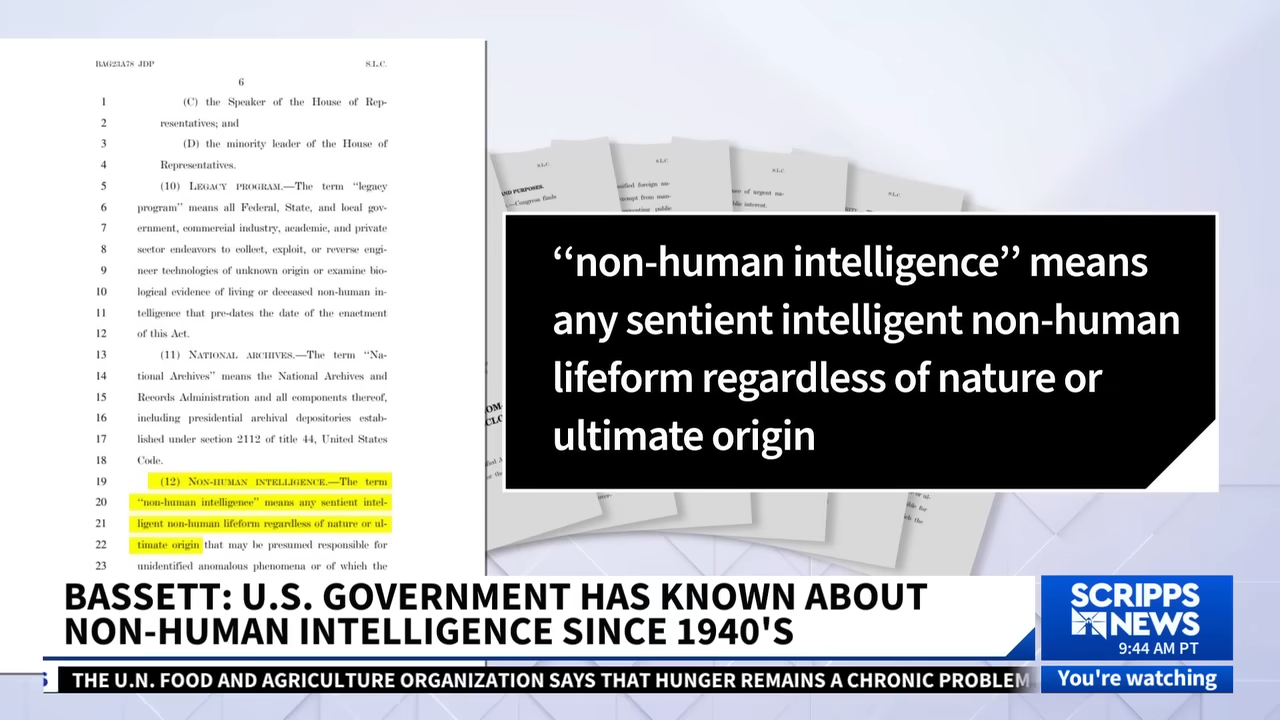 BAG23A78 JDP S.L.C.
6
1 (C) the Speaker of the House of Rep-
2 resentatives; and
3 (D) the minority leader of the House of
4 Representatives.
5 (10) LEGACY PROGRAM.—The term “legacy
6 program” means all Federal, State, and local gov-
7 ernment, commercial industry, academic, and private
8 sector endeavors to collect, exploit, or reverse engi-
9 neer technologies of unknown origin or examine bio-
10 logical evidence of living or deceased non-human in-
11 telligence that pre-dates the date of the enactment
12 of this Act.
13 (11) NATIONAL ARCHIVES.—The term “Na-
14 tional Archives” means the National Archives and
15 Records Administration and all components thereof,
16 including presidential archival depositories estab-
17 lished under section 2112 of title 44, United States
18 Code.
19 (12) NON-HUMAN INTELLIGENCE.—The term
20 “non-human intelligence” means any sentient intel-
21 ligent non-human lifeform regardless of nature or ul-
22 timate origin that may be presumed responsible for
23 unidentified anomalous phenomena or of which the
S.L.C.
AND PURPOSES.
—Congress finds
S.L.C.
S.L.C.
ce of urgent na-
blic interest.
S.L.C.
“non-human intelligence” means
any sentient intelligent non-human
lifeform regardless of nature or
ultimate origin
BASSETT: U.S. GOVERNMENT HAS KNOWN ABOUT
NON-HUMAN INTELLIGENCE SINCE 1940'S
SCRIPPS
NEWS
9:44 AM PT
THE U.N. FOOD AND AGRICULTURE ORGANIZATION SAYS THAT HUNGER REMAINS A CHRONIC PROBLEM
You're watching